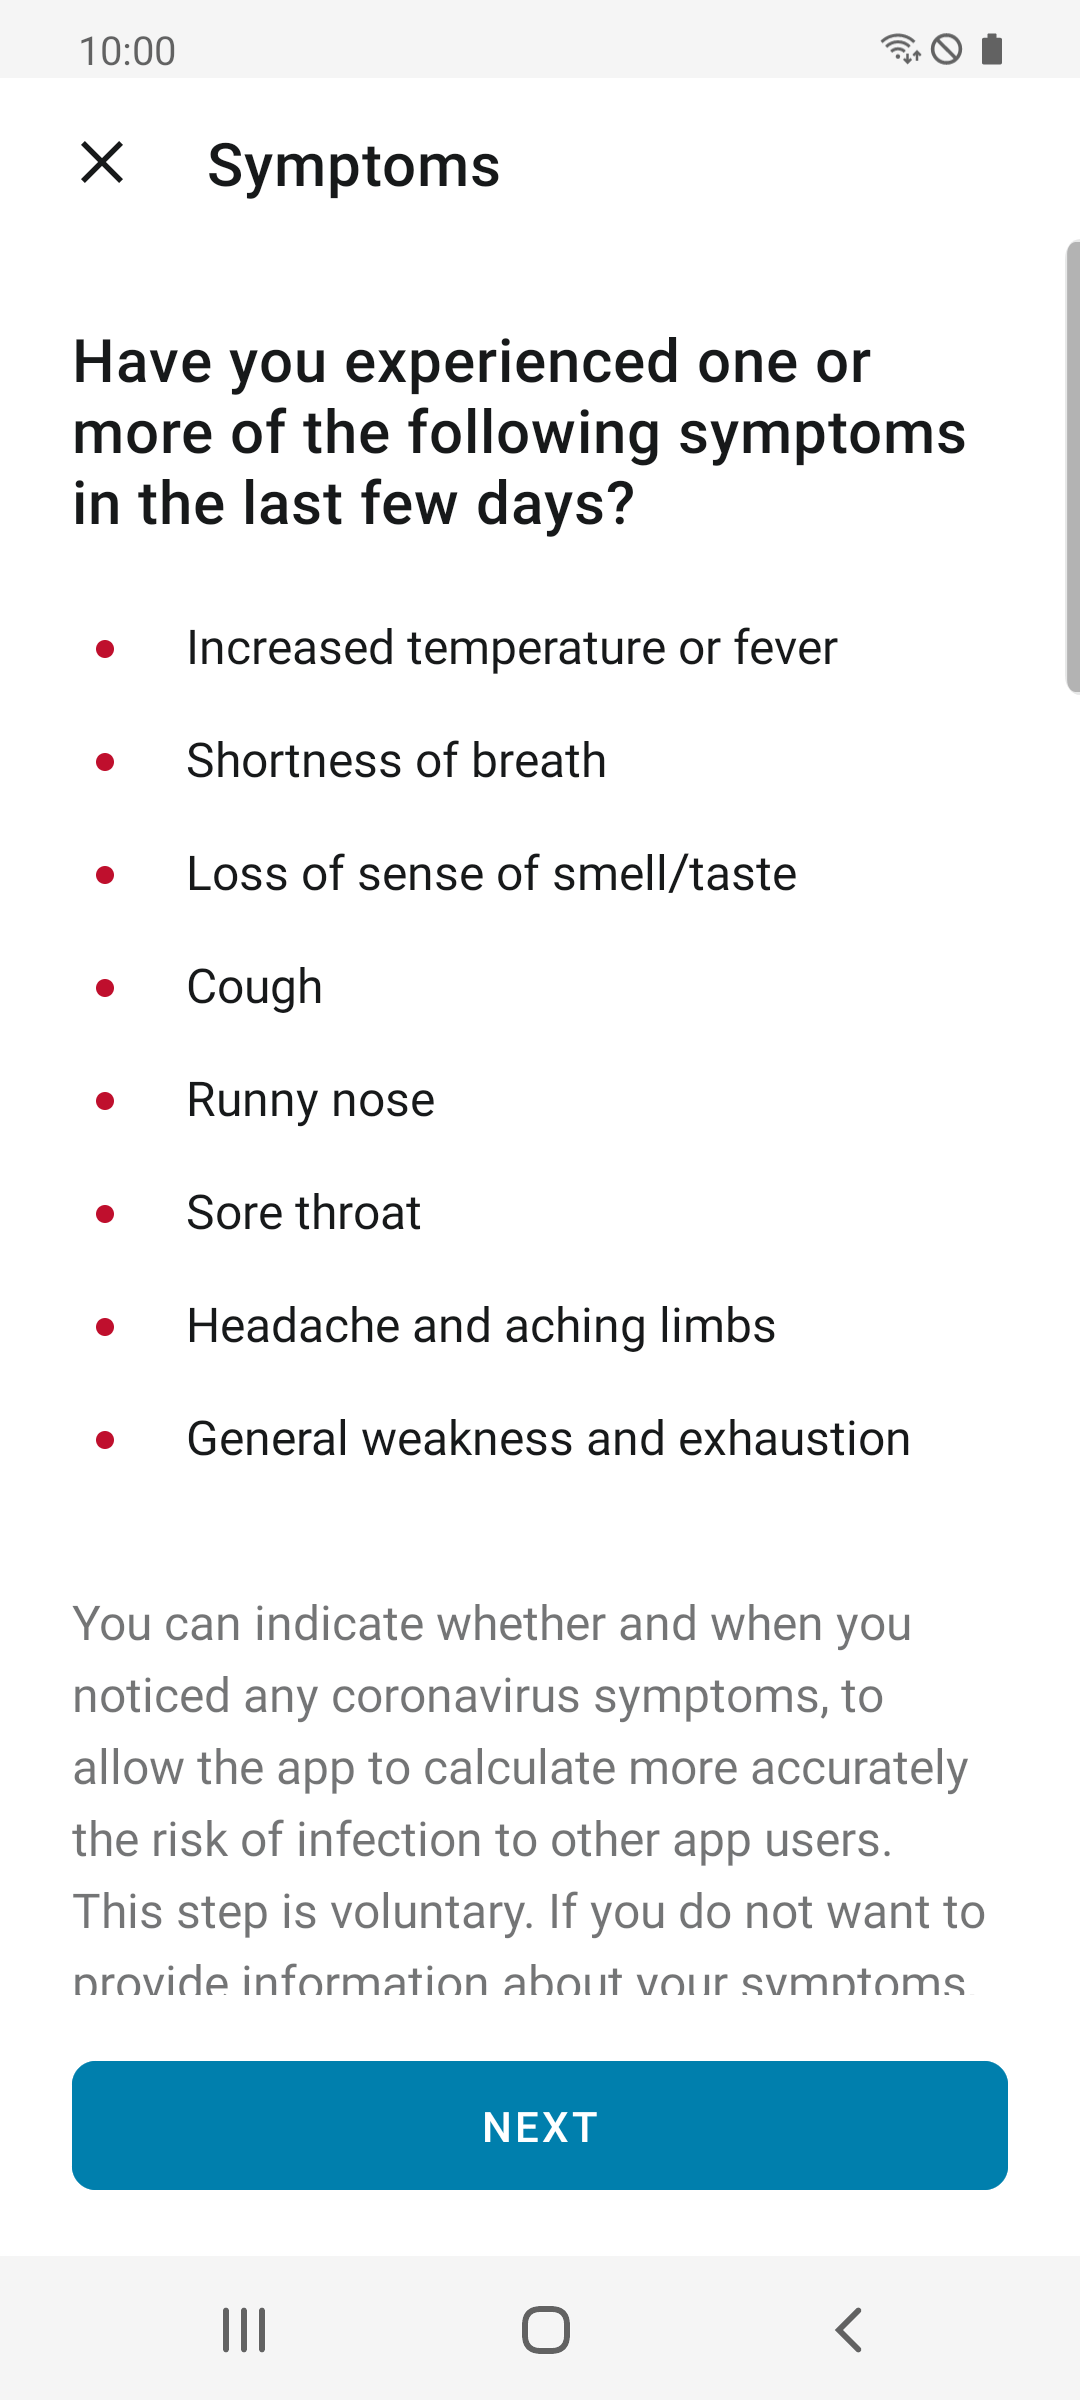 10:00
Symptoms
Have you experienced one or
more of the following symptoms
in the last few days?
Increased temperature or fever
Shortness of breath
Loss of sense of smell/taste
Cough
Runny nose
Sore throat
Headache and aching limbs
General weakness and exhaustion
You can indicate whether and when you
noticed any coronavirus symptoms, to
allow the app to calculate more accurately
the risk of infection to other app users.
This step is voluntary. If you do not want to
provide information about your symptoms,
NEXT